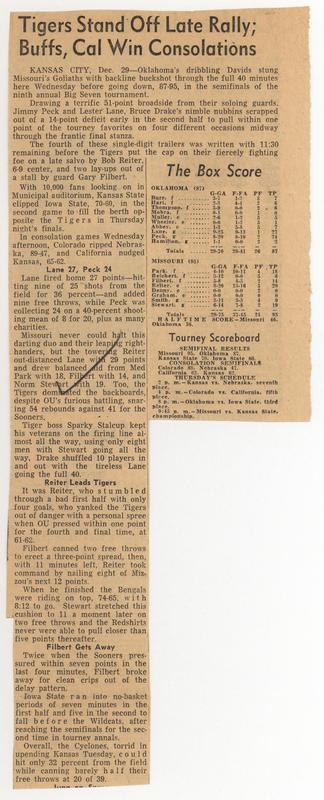 Tigers Stand Off Late Rally;
Buffs, Cal Win Consolations
KANSAS CITY, Dec. 29—Oklahoma's dribbling Davids stung
Missouri's Goliaths with backline buckshot through the full 40 minutes
here Wednesday before going down, 87-95, in the semifinals of the
ninth annual Big Seven tournament.
Drawing a terrific 51-point broadside from their soloing guards,
Jimmy Peck and Lester Lane, Bruce Drake's nimble nubbins scrapped
out of a 14-point deficit early in the second half to pull within one
point of the tourney favorites on four different occasions midway
through the frantic final stanza.
The fourth of these single-digit trailers was written with 11:30
remaining before the Tigers put the cap on their fiercely fighting
foe on a late salvo by Bob Reiter,
6-9 center, and two lay-ups out of
a stall by guard Gary Filbert.
With 10,000 fans looking on in
Municipal auditorium, Kansas State
clipped Iowa State, 70-60, in the
second game to fill the berth op-
posite the Tigers in Thursday
night's finals.
In consolation games Wednesday
afternoon, Colorado ripped Nebras-
ka, 89-47, and California nudged
Kansas, 65-62.
Lane 27, Peck 24
Lane fired home 27 points—hit-
ting nine of 25 shots from the
field for 36 percent—and added
nine free throws, while Peck was
collecting 24 on a 40-percent shoot-
ing mean of 8 for 20, plus as many
charities.
Missouri never could halt this
darting duo and their leaping right-
handers, but the towering Reiter
out-distanced Lane with 29 points
and drew balanced aid from Med
Park with 18, Filbert with 14, and
Norm Stewart with 19. Too, the
Tigers dominated the backboards,
despite OU's furious battling, snar-
ing 54 rebounds against 41 for the
Sooners.
Tiger boss Sparky Stalcup kept
his veterans on the firing line al-
most all the way, using only eight
men with Stewart going all the
way. Drake shuffled 10 players in
and out with the tireless Lane
going the full 40.
Reiter Leads Tigers
It was Reiter, who stumbled
through a bad first half with only
four goals, who yanked the Tigers
out of danger with a personal spree
when OU pressed within one point
for the fourth and final time, at
61-62.
Filbert canned two free throws
to erect a three-point spread, then,
with 11 minutes left, Reiter took
command by nailing eight of Miz-
zou's next 12 points.
When he finished the Bengals
were riding on top, 74-65, with
8:12 to go. Stewart stretched this
cushion to 11 a moment later on
two free throws and the Redshirts
never were able to pull closer than
five points thereafter.
Filbert Gets Away
Twice when the Sooners pres-
sured within seven points in the
last four minutes, Filbert broke
away for clean crips out of the
delay pattern.
Iowa State ran into no-basket
periods of seven minutes in the
first half and five in the second to
fall before the Wildcats, after
reaching the semifinals for the sec-
ond time in tourney annals.
Overall, the Cyclones, torrid in
upending Kansas Tuesday, could
hit only 32 percent from the field
while canning barely half their
free throws at 20 of 39.
The Box Score
OKLAHOMA (87)
G-GA F-FA PF TP
Totals
MISSOURI (95)
G-GA F-FA PF TP
Totals
HALFTIME SCORE—Missouri 46,
Oklahoma 36.
Tourney Scoreboard
SEMIFINAL RESULTS
Missouri 95, Oklahoma 87.
Kansas State 70, Iowa State 60.
CONSOLATION SEMIFINALS
Colorado 89, Nebraska 47.
California 65, Kansas 62.
THURSDAY'S SCHEDULE
2 p. m.—Kansas vs. Nebraska, seventh
place.
4 p. m.—Colorado vs. California, fifth
place.
8 p. m.—Oklahoma vs. Iowa State, third
place.
9:45 p. m.—Missouri vs. Kansas State,
championship.